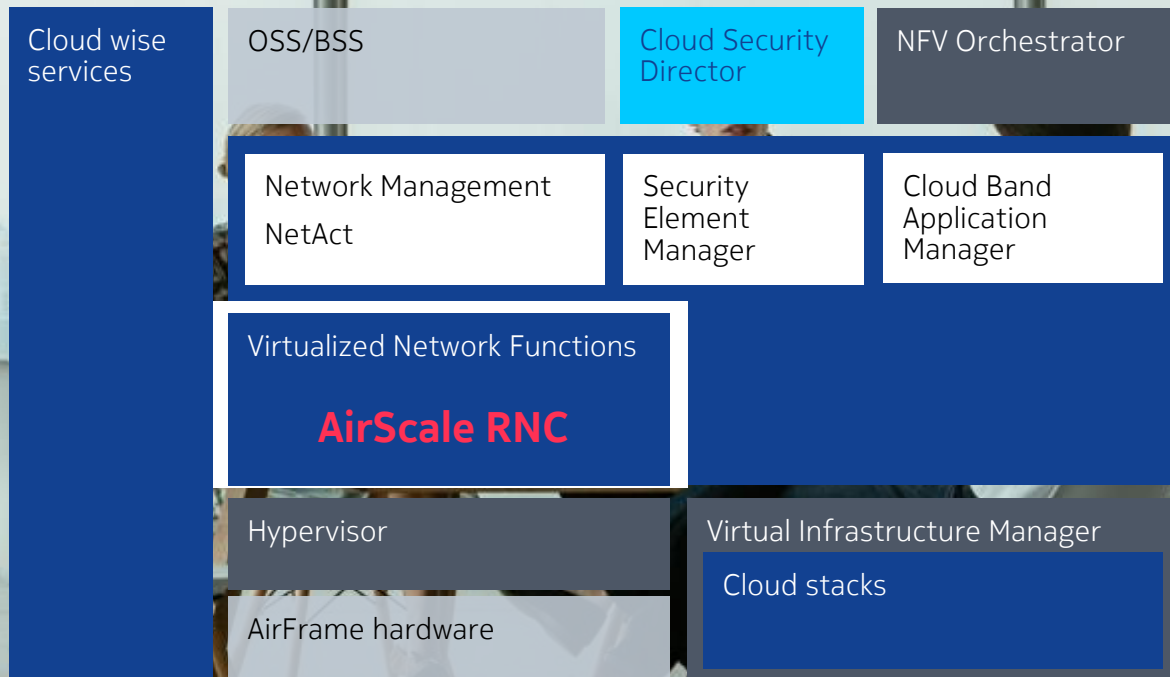 Cloud wise
services
OSS/BSS
Cloud Security
Director
NFV Orchestrator
Network Management
NetAct
Security
Element
Manager
Cloud Band
Application
Manager
Virtualized Network Functions
AirScale RNC
Hypervisor
Virtual Infrastructure Manager
Cloud stacks
AirFrame hardware